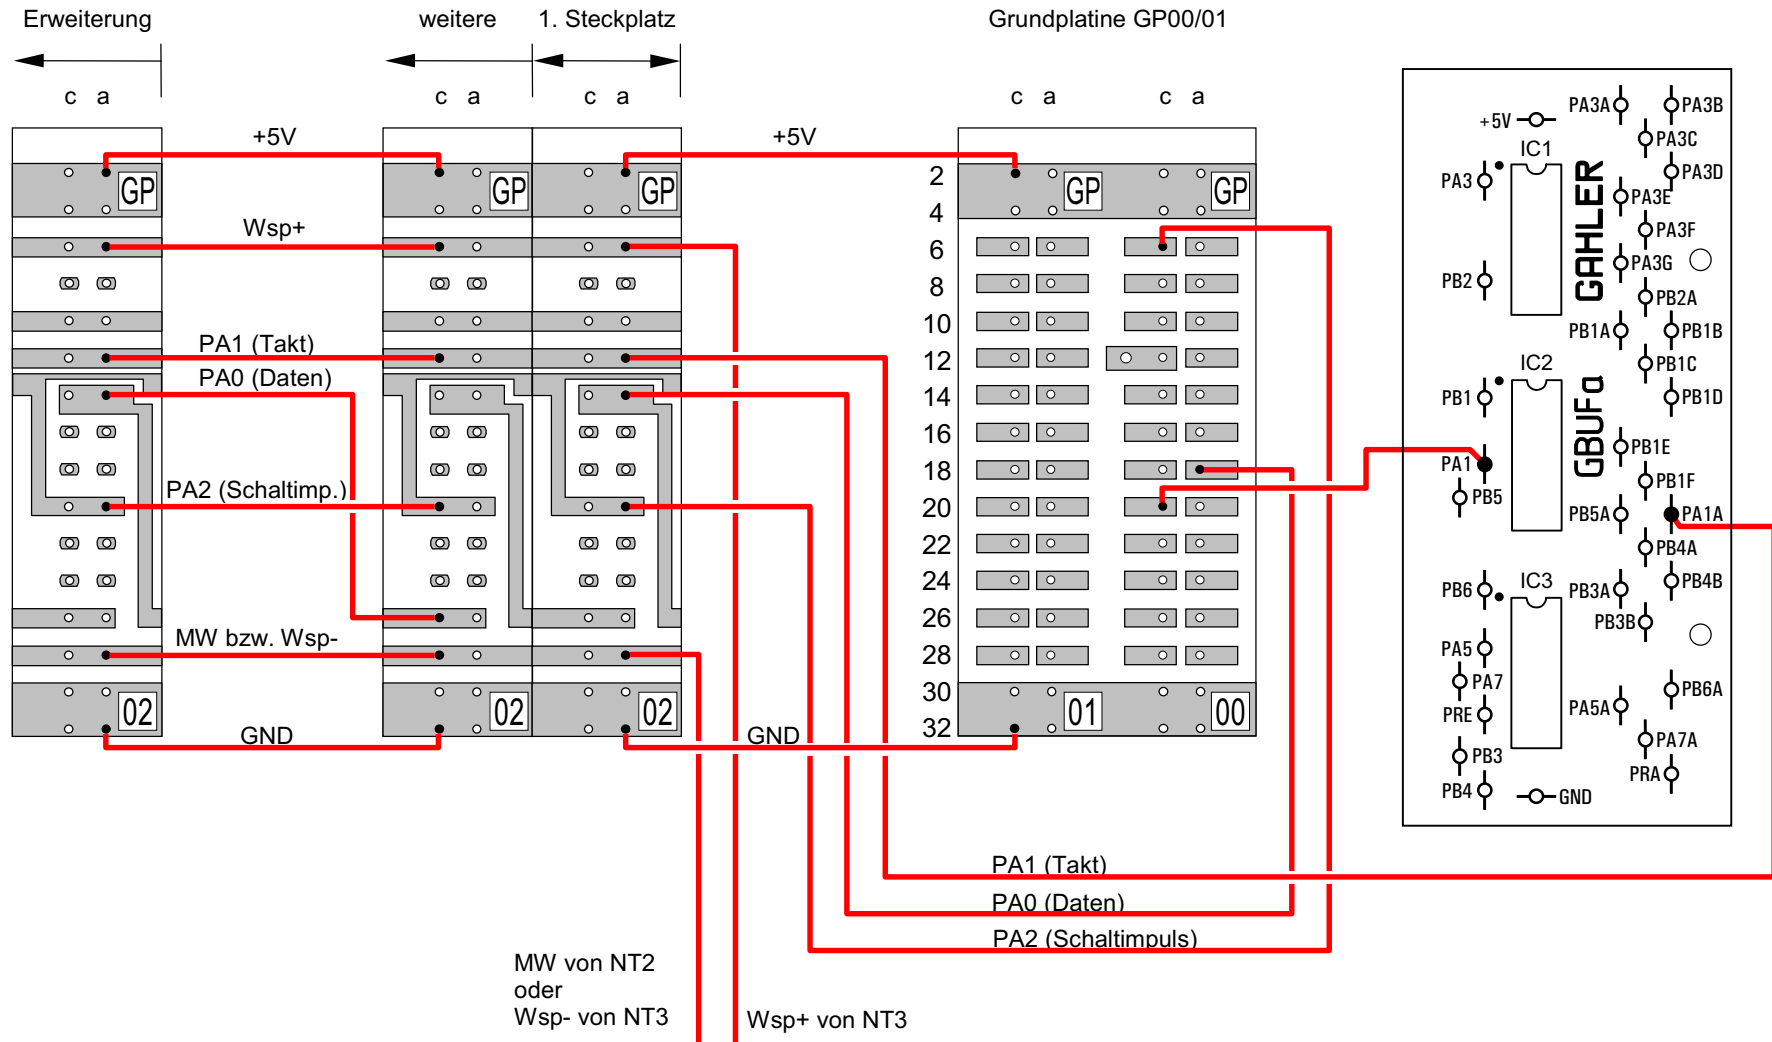 Erweiterung
weitere
1. Steckplatz
Grundplatine GP00/01
c a
c a
c a
c a
c a
+5V
+5V
GP
GP
GP
GP
GP
Wsp+
PA1 (Takt)
PA0 (Daten)
PA2 (Schaltimp.)
MW bzw. Wsp-
GND
GND
02
02
02
01
00
2
4
6
8
10
12
14
16
18
20
22
24
26
28
30
32
PA1 (Takt)
PA0 (Daten)
PA2 (Schaltimpuls)
MW von NT2
oder
Wsp- von NT3
Wsp+ von NT3
+5V
IC1
PA3
PB2
IC2
PB1
PA1
PB5
IC3
PB6
PA5
PA7
PRE
PB3
PB4
GND
GAHLER
GBUFa
PA3A
PA3B
PA3C
PA3D
PA3E
PA3F
PA3G
PB2A
PB1A
PB1B
PB1C
PB1D
PB1E
PB1F
PB5A
PA1A
PB4A
PB4B
PB3A
PB3B
PB6A
PA5A
PA7A
PRA